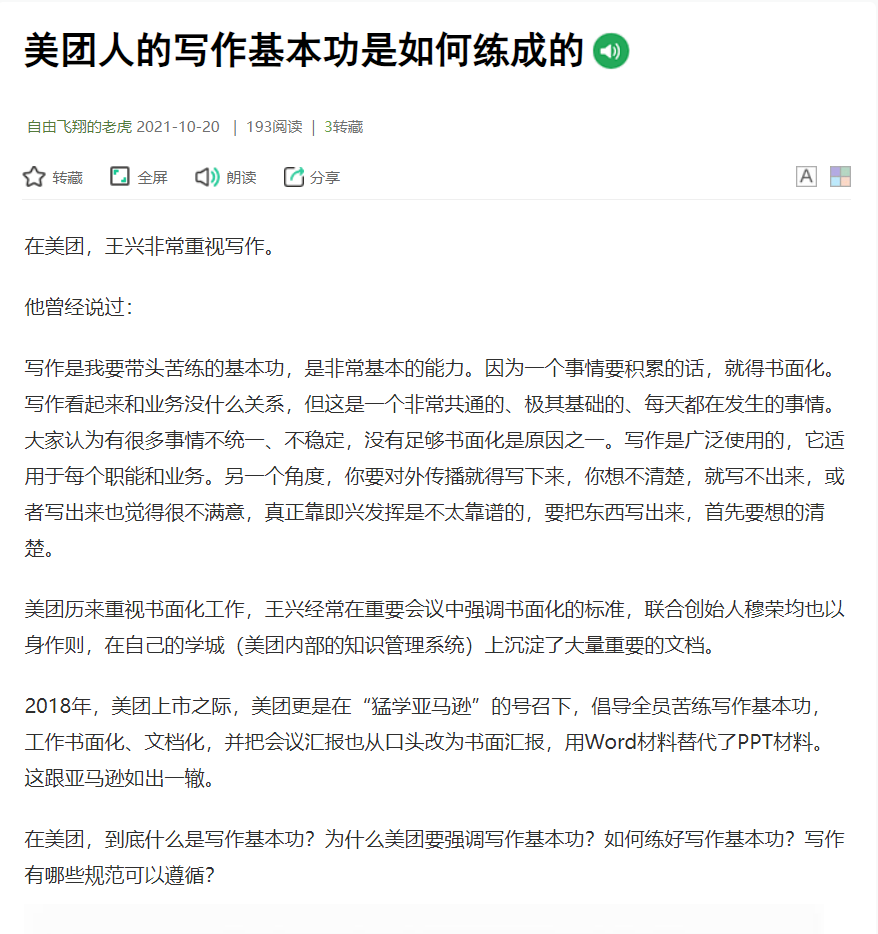 美团人的写作基本功是如何练成的
自由飞翔的老虎 2021-10-20 | 193阅读 | 3转藏
转藏 全屏 朗读 分享 A
在美团，王兴非常重视写作。
他曾经说过：
写作是我要带头苦练的基本功，是非常基本的能力。因为一个事情要积累的话，就得书面化。
写作看起来和业务没什么关系，但这是一个非常共通的、极其基础的、每天都在发生的事情。
大家认为有很多事情不统一、不稳定，没有足够书面化是原因之一。写作是广泛使用的，它适
用于每个职能和业务。另一个角度，你要对外传播就得写下来，你想不清楚，就写不出来，或
者写出来也觉得很不满意，真正靠即兴发挥是不太靠谱的，要把东西写出来，首先要想的清
楚。
美团历来重视书面化工作，王兴经常在重要会议中强调书面化的标准，联合创始人穆荣均也以
身作则，在自己的学城（美团内部的知识管理系统）上沉淀了大量重要的文档。
2018年，美团上市之际，美团更是在“猛学亚马逊”的号召下，倡导全员苦练写作基本功，
工作书面化、文档化，并把会议汇报也从口头改为书面汇报，用Word材料替代了PPT材料。
这跟亚马逊如出一辙。
在美团，到底什么是写作基本功？为什么美团要强调写作基本功？如何练好写作基本功？写作
有哪些规范可以遵循？